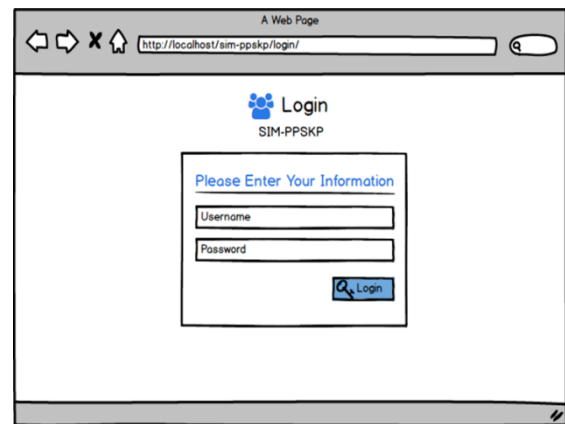 A Web Page
http://localhost/sim-ppskp/login/
Login
SIM-PPSKP
Please Enter Your Information
Username
Password
Login